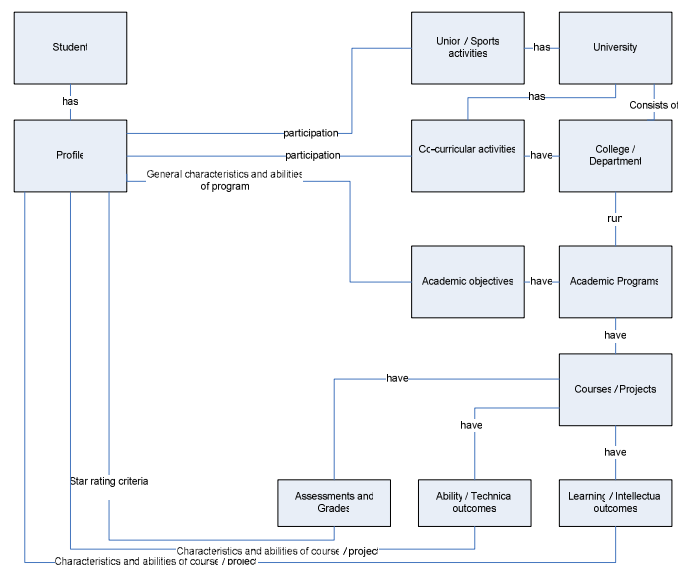 Student
Union / Sports
activities
has
University
has
has
Consists of
participation
Profile
participation
Co-curricular activities
have
College /
Department
General characteristics and abilities
of program
run
Academic objectives
have
Academic Programs
have
have
Courses / Projects
have
have
Star rating criteria
Assessments and
Grades
Ability / Technical
outcomes
Learning / Intellectual
outcomes
Characteristics and abilities of course / project
Characteristics and abilities of course / project